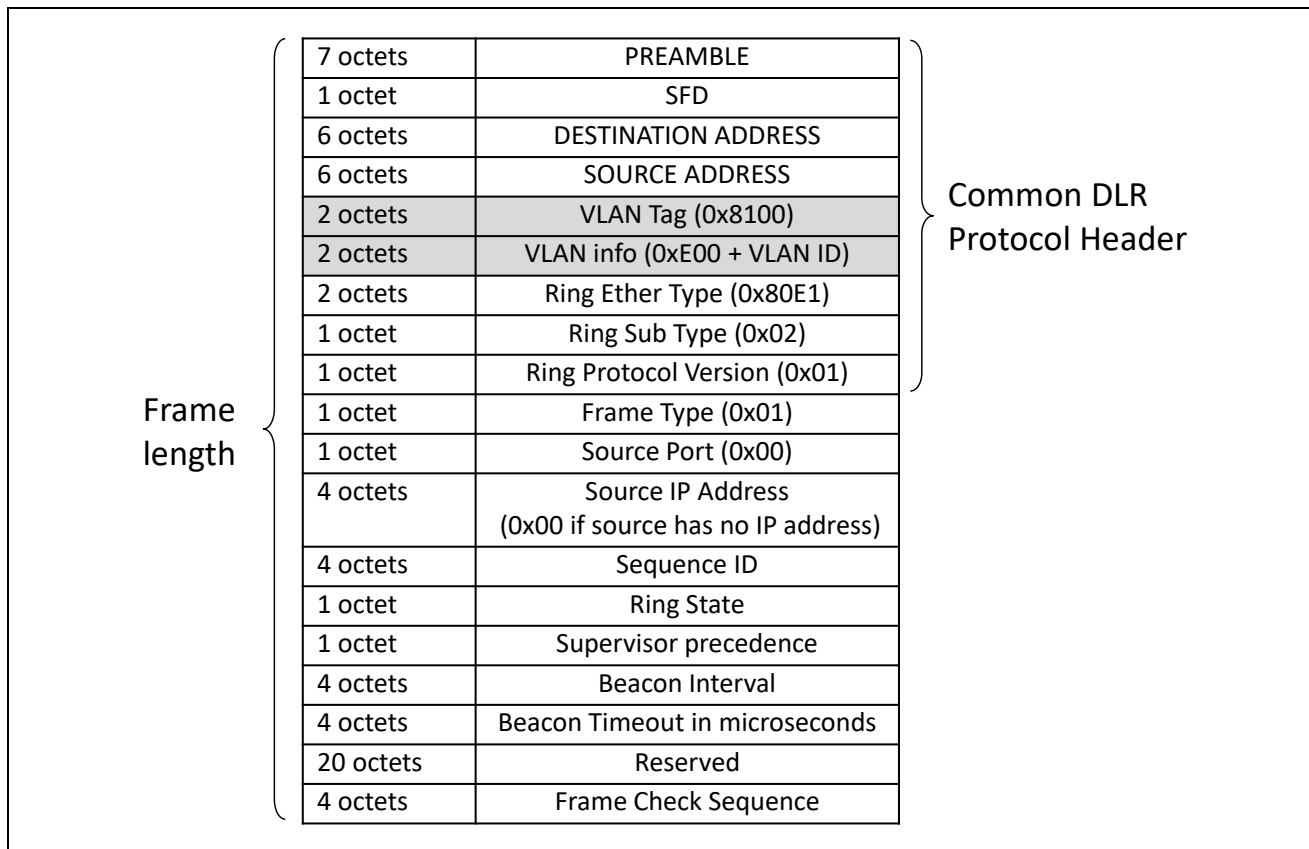 7 octets PREAMBLE
1 octet SFD
6 octets DESTINATION ADDRESS
6 octets SOURCE ADDRESS
2 octets VLAN Tag (0x8100)
2 octets VLAN info (0xE00 + VLAN ID)
2 octets Ring Ether Type (0x80E1)
1 octet Ring Sub Type (0x02)
1 octet Ring Protocol Version (0x01)
Common DLR
Protocol Header
1 octet Frame Type (0x01)
1 octet Source Port (0x00)
4 octets Source IP Address
(0x00 if source has no IP address)
4 octets Sequence ID
1 octet Ring State
1 octet Supervisor precedence
4 octets Beacon Interval
4 octets Beacon Timeout in microseconds
20 octets Reserved
4 octets Frame Check Sequence
Frame
length